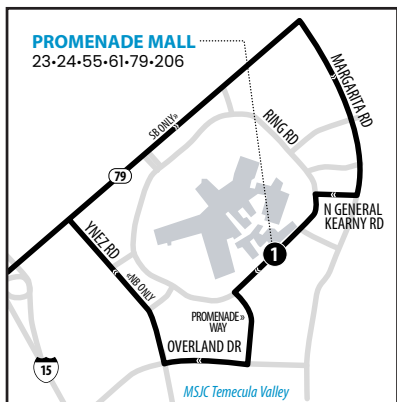 PROMENADE MALL
23•24•55•61•79•206
MARGARITA RD
SB ONLY»
RING RD
79
N GENERAL
KEARNY RD
1
YNEZ RD
«NB ONLY
PROMENADE»
WAY
OVERLAND DR
15
MSJC Temecula Valley